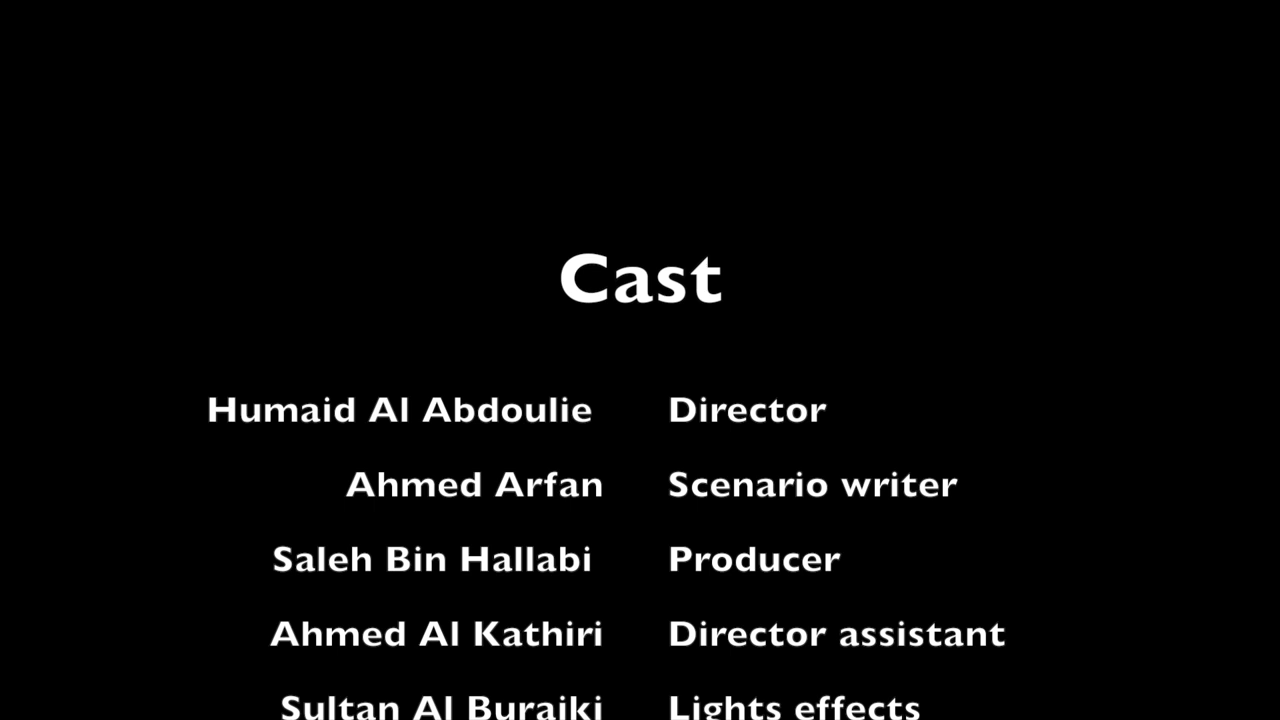 Cast
Humaid Al Abdoulie Director
Ahmed Arfan Scenario writer
Saleh Bin Hallabi Producer
Ahmed Al Kathiri Director assistant
Sultan Al Buraiki Lights effects